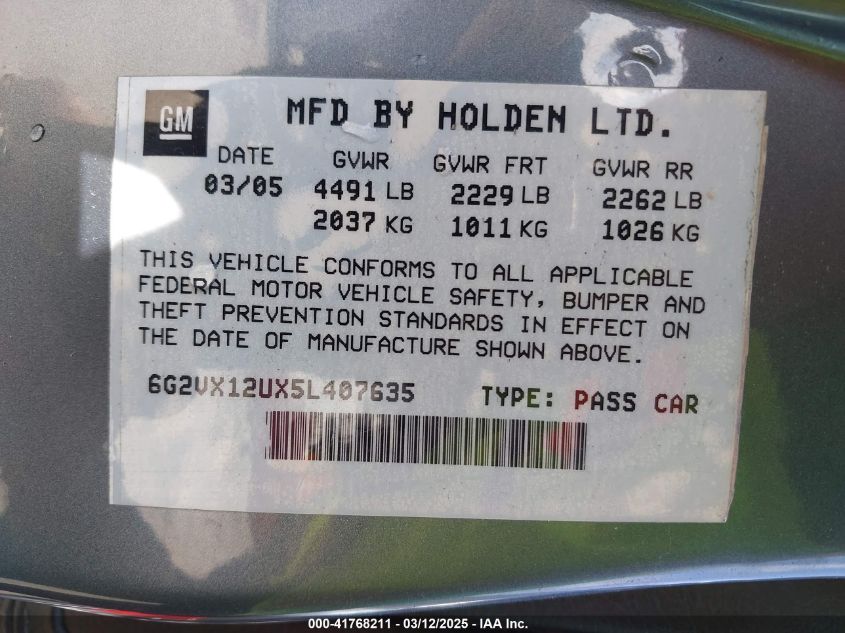 GM
MFD BY HOLDEN LTD.
DATE GVWR GVWR FRT GVWR RR
03/05 4491 LB 2229 LB 2262 LB
2037 KG 1011 KG 1026 KG
THIS VEHICLE CONFORMS TO ALL APPLICABLE
FEDERAL MOTOR VEHICLE SAFETY, BUMPER AND
THEFT PREVENTION STANDARDS IN EFFECT ON
THE DATE OF MANUFACTURE SHOWN ABOVE.
6G2VX12UX5L407635 TYPE: PASS CAR
000-41768211 - 03/12/2025 - IAAI Inc.